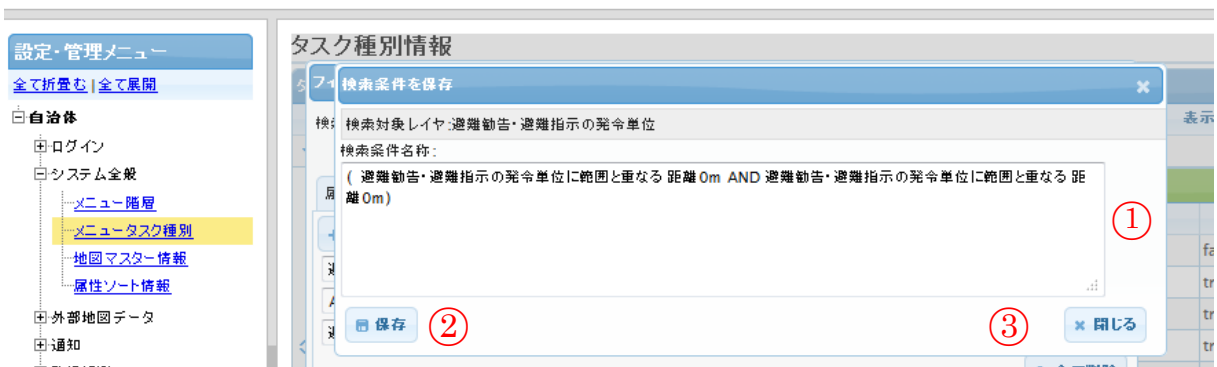 設定・管理メニュー
全て折畳む | 全て展開
自治体
ログイン
システム全般
メニュー階層
メニュータスク種別
地図マスター情報
属性ソート情報
外部地図データ
通知
タスク種別情報
検索条件を保存
検索対象レイヤ:避難勧告・避難指示の発令単位
検索条件名称:
( 避難勧告・避難指示の発令単位に範囲と重なる 距離0m AND 避難勧告・避難指示の発令単位に範囲と重なる 距
離0m)
①
保存
②
③
閉じる
表示